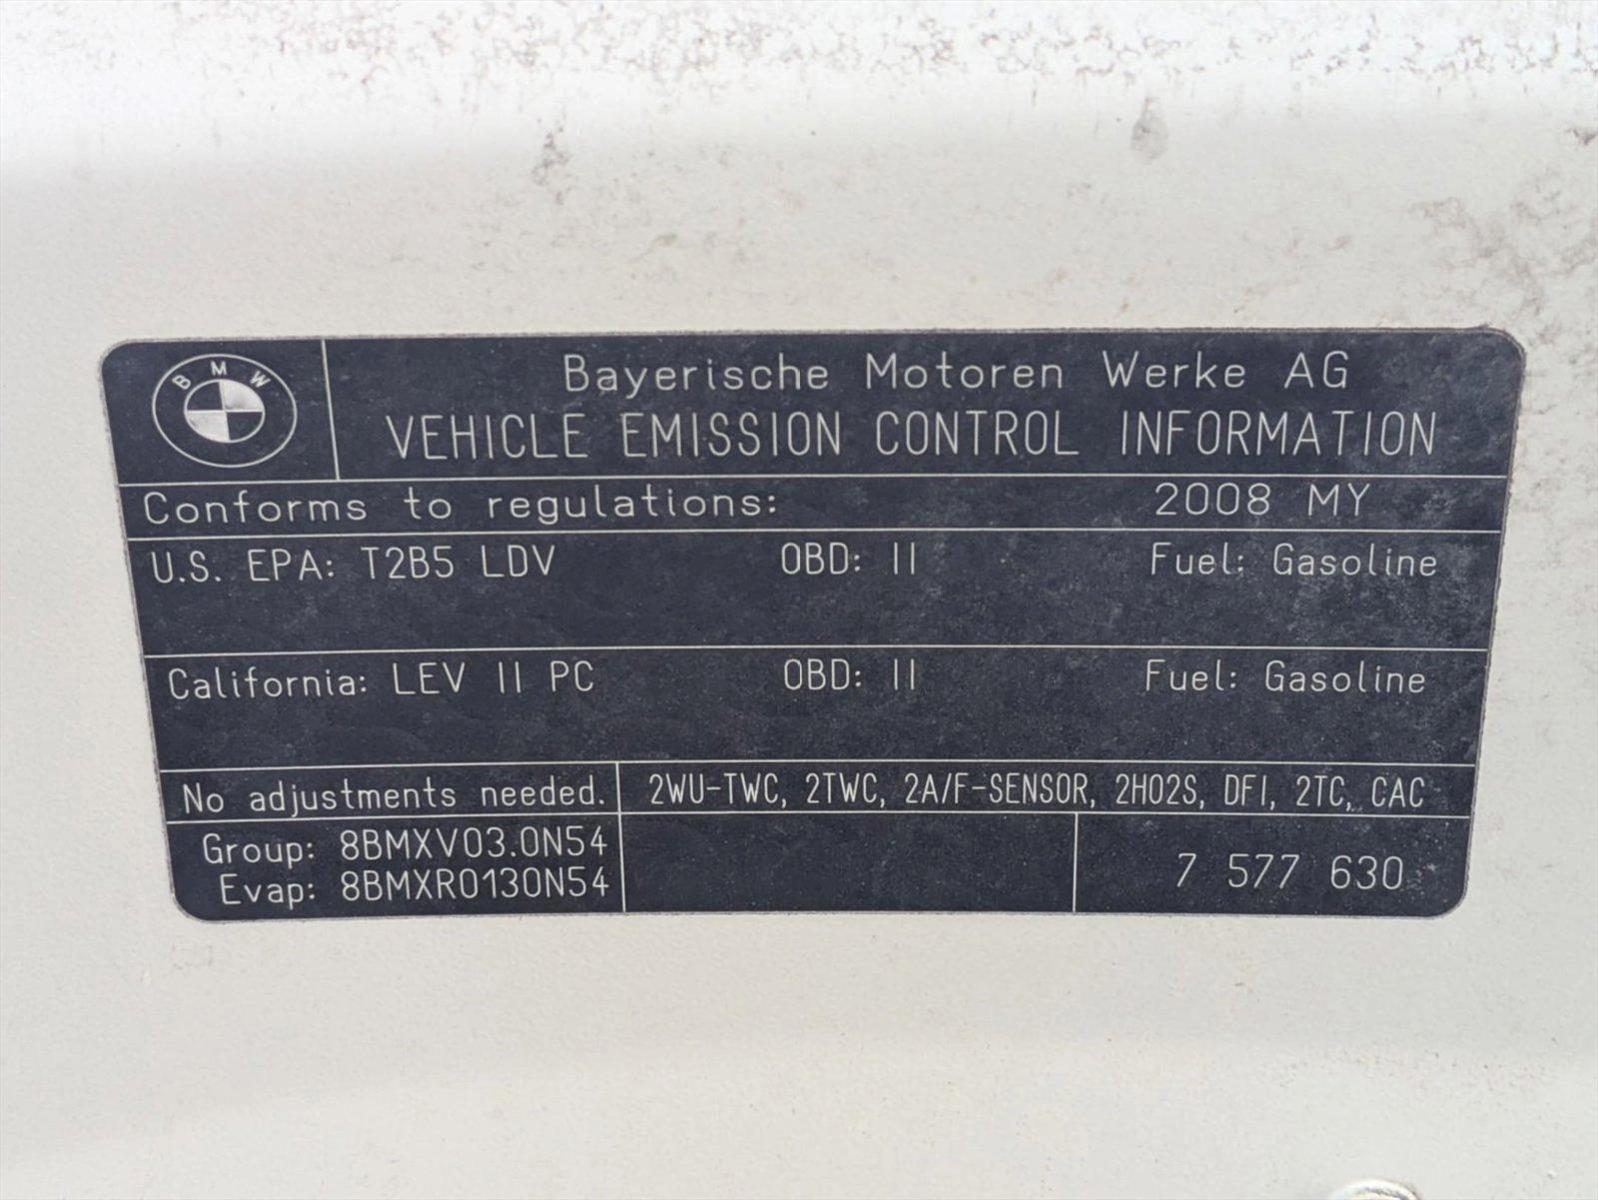 BMW
Bayerische Motoren Werke AG
VEHICLE EMISSION CONTROL INFORMATION
Conforms to regulations: 2008 MY
U.S. EPA: T2B5 LDV OBD: II Fuel: Gasoline
California: LEV II PC OBD: II Fuel: Gasoline
No adjustments needed. 2WU-TWC, 2TWC, 2A/F-SENSOR, 2HO2S, DFI, 2TC, CAC
Group: 8BMXV03.0N54
Evap: 8BMXR0130N54
7 577 630